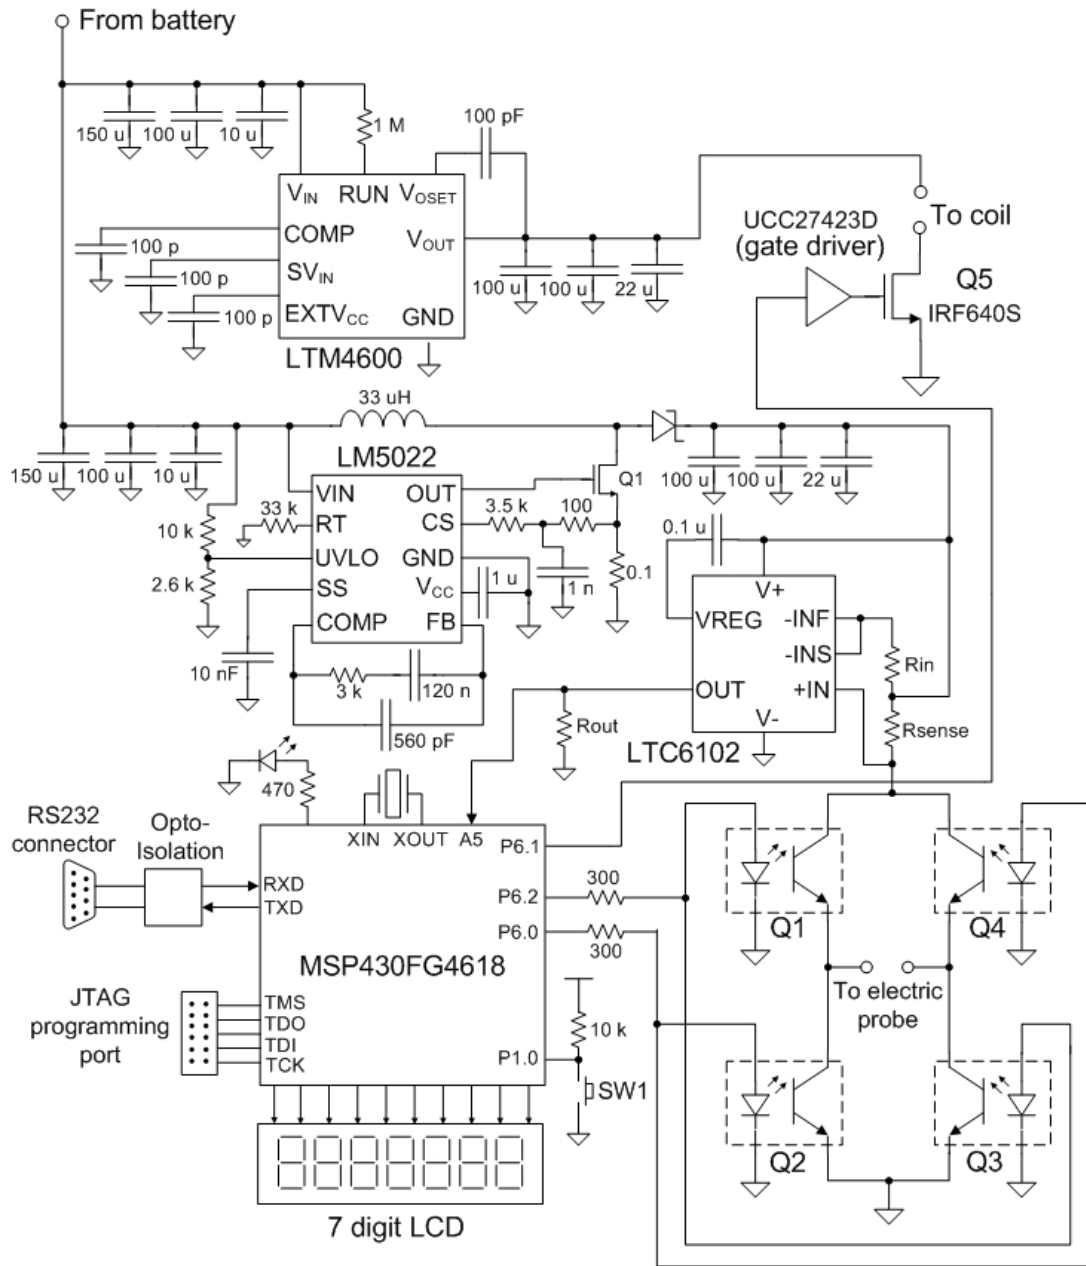 From battery
150 u
100 u
10 u
1 M
100 pF
VIN
RUN
VOSET
COMP
VOUT
SVIN
EXTVCC
GND
LTM4600
100 p
100 p
100 p
100 u
100 u
22 u
UCC27423D
(gate driver)
To coil
Q5
IRF640S
33 uH
150 u
100 u
10 u
LM5022
VIN
OUT
RT
CS
UVLO
GND
SS
VCC
COMP
FB
33 k
10 k
2.6 k
10 nF
3 k
120 n
560 pF
3.5 k
100
1 u
1 n
0.1
Q1
100 u
100 u
22 u
0.1 u
V+
VREG
-INF
-INS
OUT
+IN
V-
LTC6102
Rin
Rsense
Rout
470
RS232
connector
Opto-
Isolation
XIN
XOUT
A5
P6.1
RXD
TXD
P6.2
P6.0
300
300
MSP430FG4618
JTAG
programming
port
TMS
TDO
TDI
TCK
P1.0
10 k
SW1
Q1
Q4
To electric
probe
Q2
Q3
7 digit LCD